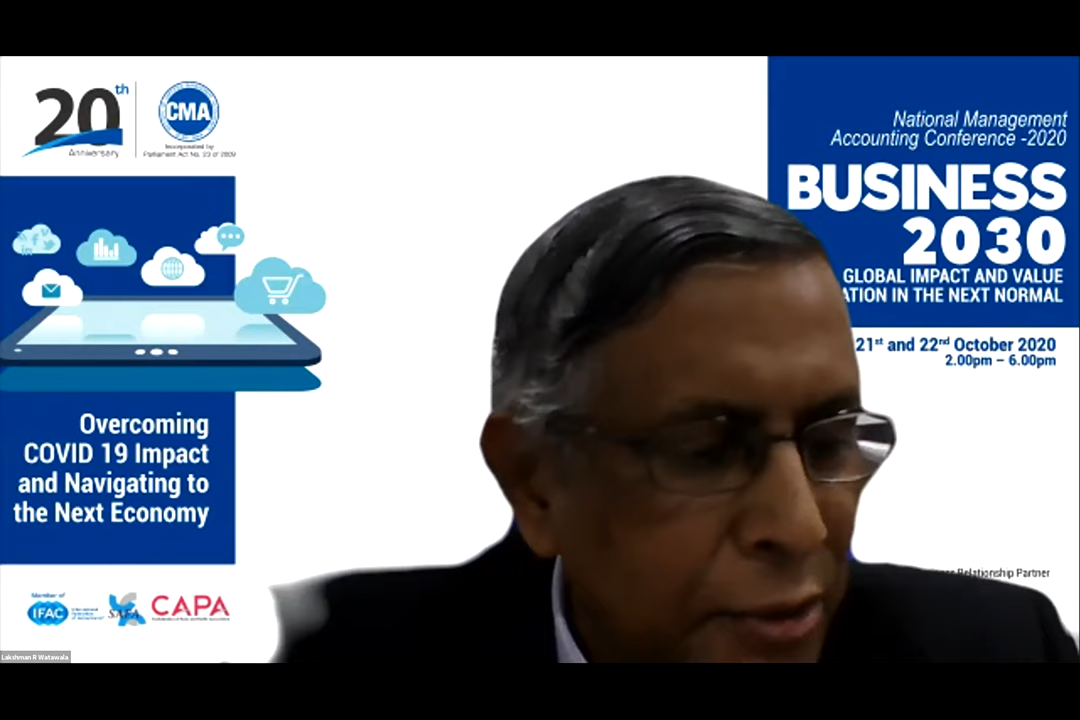 20th
Anniversary
CMA
Incorporated by
Parliament Act No. 23 of 2009
National Management
Accounting Conference -2020
BUSINESS
2030
GLOBAL IMPACT AND VALUE
ATION IN THE NEXT NORMAL
21st and 22nd October 2020
2.00pm – 6.00pm
in
Overcoming
COVID 19 Impact
and Navigating to
the Next Economy
Relationship Partner
Member of
IFAC
SAFA
CAPA
Lakshman R Watawala